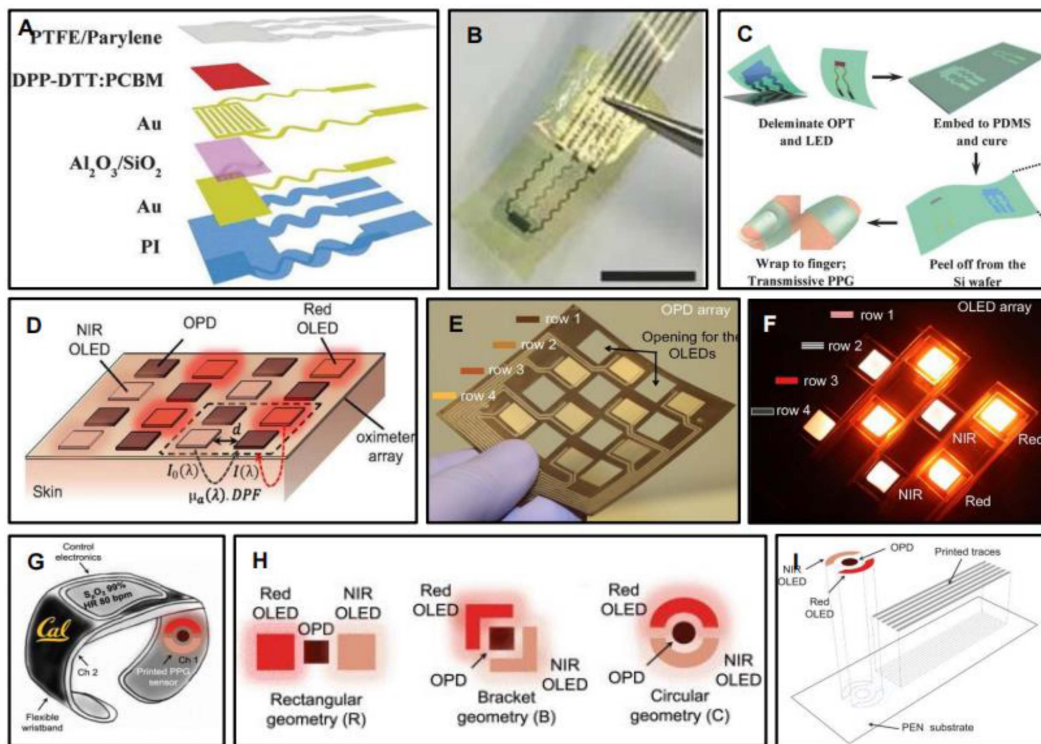 A
PTFE/Parylene
DPP-DTT:PCBM
Au
Al₂O₃/SiO₂
Au
PI
B
C
Deleminate OPT
and LED
Embed to PDMS
and cure
Wrap to finger;
Transmissive PPG
Peel off from the
Si wafer
D
NIR
OLED
OPD
Red
OLED
d
I₀(λ)
I(λ)
μₐ(λ). DPF
oximeter
array
Skin
E
OPD array
row 1
row 2
row 3
row 4
Opening for the
OLEDs
F
OLED array
row 1
row 2
row 3
row 4
NIR
Red
NIR
Red
G
Control
electronics
SₚO₂ 99%
HR 80 bpm
Cal
Ch 1
Printed PPG
sensor
Ch 2
Flexible
wristband
H
Red
OLED
OPD
NIR
OLED
Rectangular
geometry (R)
Red
OLED
OPD
NIR
OLED
Bracket
geometry (B)
Red
OLED
OPD
NIR
OLED
Circular
geometry (C)
I
OPD
NIR
OLED
Red
OLED
Printed traces
PEN substrate